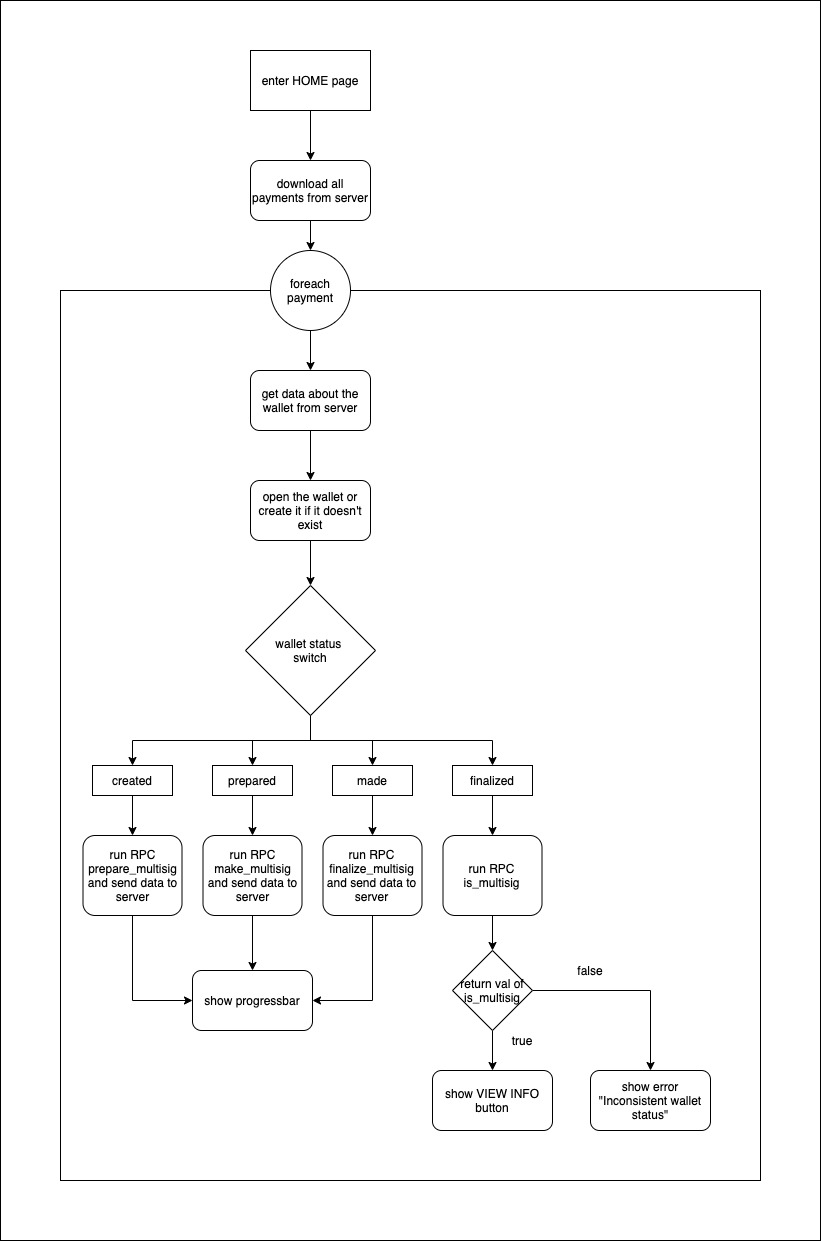 enter HOME page
download all
payments from server
foreach
payment
get data about the
wallet from server
open the wallet or
create it if it doesn't
exist
wallet status
switch
created
prepared
made
finalized
run RPC
prepare_multisig
and send data to
server
run RPC
make_multisig
and send data to
server
run RPC
finalize_multisig
and send data to
server
run RPC
is_multisig
show progressbar
return val of
is_multisig
false
true
show VIEW INFO
button
show error
"Inconsistent wallet
status"